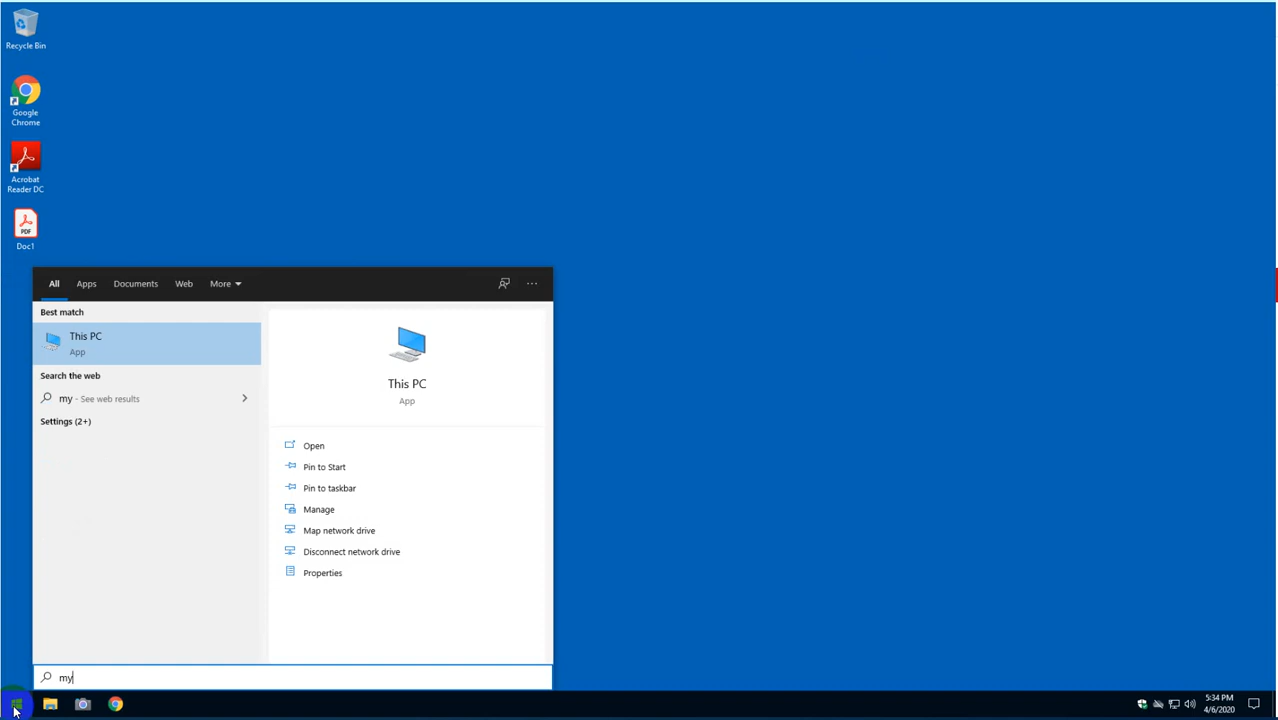 Recycle Bin
Google
Chrome
Acrobat
Reader DC
PDF
Doc1
All
Apps
Documents
Web
More
Best match
This PC
App
Search the web
my - See web results
Settings (2+)
This PC
App
Open
Pin to Start
Pin to taskbar
Manage
Map network drive
Disconnect network drive
Properties
my
5:34 PM
4/6/2020